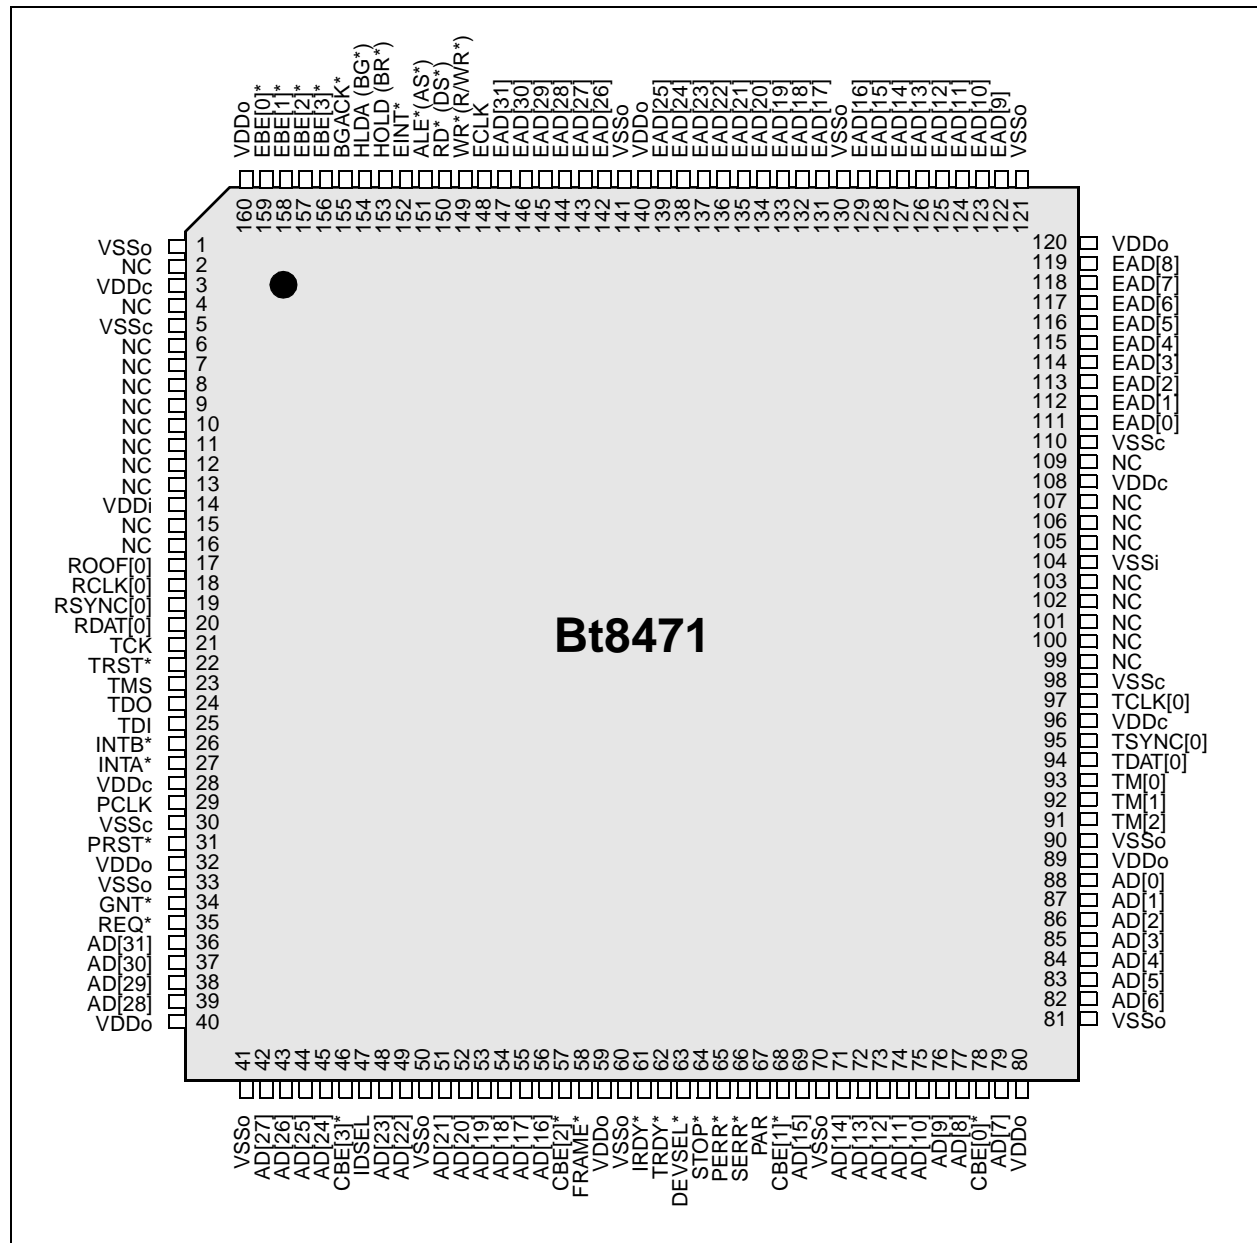 VDDo
EBE[0]*
EBE[1]*
EBE[2]*
EBE[3]*
BGACK*
HLDA (BG*)
HOLD (BR*)
EINT*
ALE*(AS*)
RD* (DS*)
WR*(R/WR*)
ECLK
EAD[31]
EAD[30]
EAD[29]
EAD[28]
EAD[27]
EAD[26]
VSSo
VDDo
EAD[25]
EAD[24]
EAD[23]
EAD[22]
EAD[21]
EAD[20]
EAD[19]
EAD[18]
EAD[17]
VSSo
EAD[16]
EAD[15]
EAD[14]
EAD[13]
EAD[12]
EAD[11]
EAD[10]
EAD[9]
VSSo
160
159
158
157
156
155
154
153
152
151
150
149
148
147
146
145
144
143
142
141
140
139
138
137
136
135
134
133
132
131
130
129
128
127
126
125
124
123
122
121
VSSo 1
NC 2
VDDc 3
NC 4
VSSc 5
NC 6
NC 7
NC 8
NC 9
NC 10
NC 11
NC 12
NC 13
VDDi 14
NC 15
NC 16
ROOF[0] 17
RCLK[0] 18
RSYNC[0] 19
RDAT[0] 20
TCK 21
TRST* 22
TMS 23
TDO 24
TDI 25
INTB* 26
INTA* 27
VDDc 28
PCLK 29
VSSc 30
PRST* 31
VDDo 32
VSSo 33
GNT* 34
REQ* 35
AD[31] 36
AD[30] 37
AD[29] 38
AD[28] 39
VDDo 40
Bt8471
120 VDDo
119 EAD[8]
118 EAD[7]
117 EAD[6]
116 EAD[5]
115 EAD[4]
114 EAD[3]
113 EAD[2]
112 EAD[1]
111 EAD[0]
110 VSSc
109 NC
108 VDDc
107 NC
106 NC
105 NC
104 VSSi
103 NC
102 NC
101 NC
100 NC
99 NC
98 VSSc
97 TCLK[0]
96 VDDc
95 TSYNC[0]
94 TDAT[0]
93 TM[0]
92 TM[1]
91 TM[2]
90 VSSo
89 VDDo
88 AD[0]
87 AD[1]
86 AD[2]
85 AD[3]
84 AD[4]
83 AD[5]
82 AD[6]
81 VSSo
41
42
43
44
45
46
47
48
49
50
51
52
53
54
55
56
57
58
59
60
61
62
63
64
65
66
67
68
69
70
71
72
73
74
75
76
77
78
79
80
VSSo
AD[27]
AD[26]
AD[25]
AD[24]
CBE[3]*
IDSEL
AD[23]
AD[22]
VSSo
AD[21]
AD[20]
AD[19]
AD[18]
AD[17]
AD[16]
CBE[2]*
FRAME*
VDDo
VSSo
IRDY*
TRDY*
DEVSEL*
STOP*
PERR*
SERR*
PAR
CBE[1]*
AD[15]
VSSo
AD[14]
AD[13]
AD[12]
AD[11]
AD[10]
AD[9]
AD[8]
CBE[0]*
AD[7]
VDDo